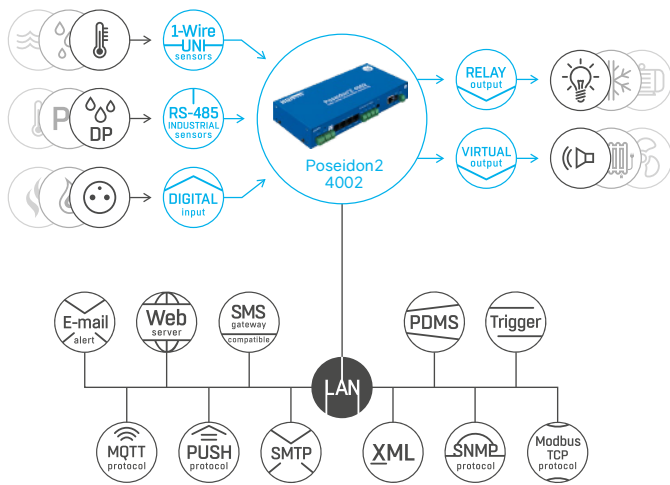 1-Wire
UNI
sensors
RS-485
INDUSTRIAL
sensors
DIGITAL
input
P
DP
Poseidon2 4002
Poseidon2
4002
RELAY
output
VIRTUAL
output
E-mail
alert
Web
server
SMS
gateway
compatible
PDMS
Trigger
LAN
MQTT
protocol
PUSH
protocol
SMTP
XML
SNMP
protocol
Modbus
TCP
protocol